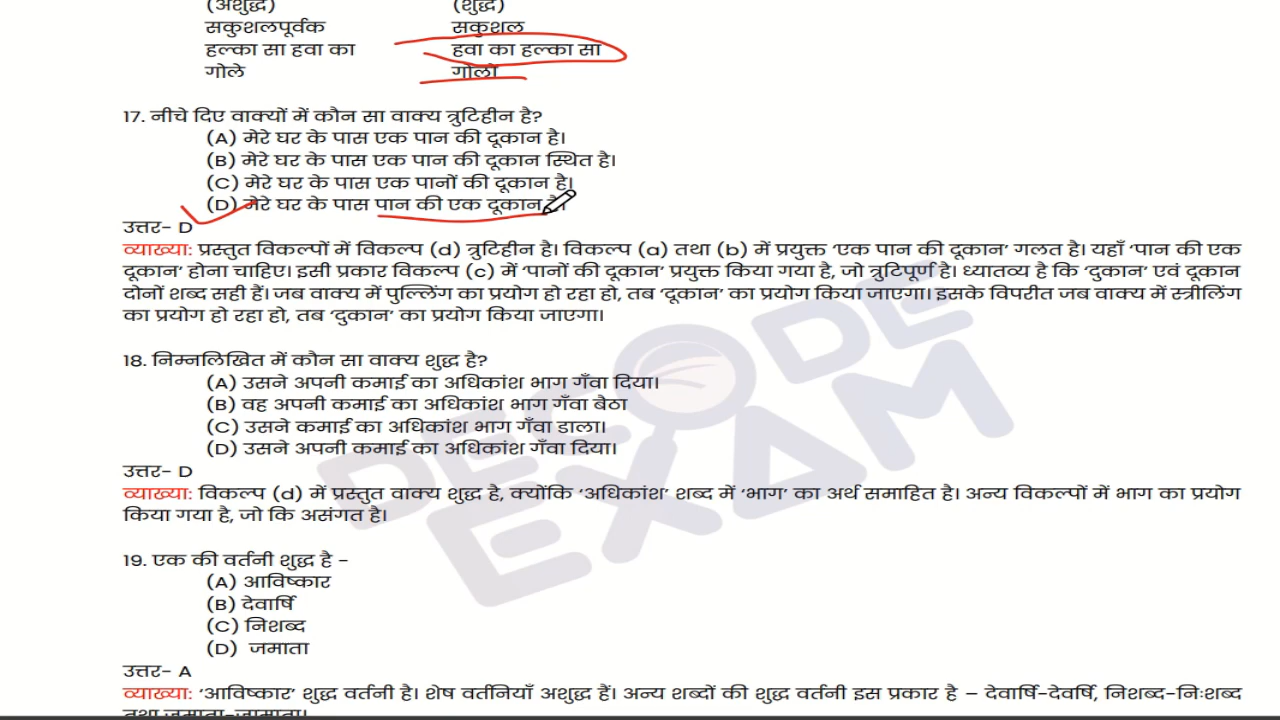 (अशुद्ध) (शुद्ध)
सकुशलपूर्वक सकुशल
हल्का सा हवा का हवा का हल्का सा
गोले गोलों
17. नीचे दिए वाक्यों में कौन सा वाक्य त्रुटिहीन है?
(A) मेरे घर के पास एक पान की दूकान है।
(B) मेरे घर के पास एक पान की दूकान स्थित है।
(C) मेरे घर के पास एक पानों की दूकान है।
(D) मेरे घर के पास पान की एक दूकान है।
उत्तर- D
व्याख्या: प्रस्तुत विकल्पों में विकल्प (d) त्रुटिहीन है। विकल्प (a) तथा (b) में प्रयुक्त ‘एक पान की दूकान’ गलत है। यहाँ ‘पान की एक
दूकान’ होना चाहिए। इसी प्रकार विकल्प (c) में ‘पानों की दूकान’ प्रयुक्त किया गया है, जो त्रुटिपूर्ण है। ध्यातव्य है कि ‘दुकान’ एवं दूकान
दोनों शब्द सही हैं। जब वाक्य में पुल्लिंग का प्रयोग हो रहा हो, तब ‘दूकान’ का प्रयोग किया जाएगा। इसके विपरीत जब वाक्य में स्त्रीलिंग
का प्रयोग हो रहा हो, तब ‘दुकान’ का प्रयोग किया जाएगा।
18. निम्नलिखित में कौन सा वाक्य शुद्ध है?
(A) उसने अपनी कमाई का अधिकांश भाग गँवा दिया।
(B) वह अपनी कमाई का अधिकांश भाग गँवा बैठा
(C) उसने कमाई का अधिकांश भाग गँवा डाला।
(D) उसने अपनी कमाई का अधिकांश गँवा दिया।
उत्तर- D
व्याख्या: विकल्प (d) में प्रस्तुत वाक्य शुद्ध है, क्योंकि ‘अधिकांश’ शब्द में ‘भाग’ का अर्थ समाहित है। अन्य विकल्पों में भाग का प्रयोग
किया गया है, जो कि असंगत है।
19. एक की वर्तनी शुद्ध है -
(A) आविष्कार
(B) देवार्षि
(C) निशब्द
(D) जमाता
उत्तर- A
व्याख्या: ‘आविष्कार’ शुद्ध वर्तनी है। शेष वर्तनियाँ अशुद्ध हैं। अन्य शब्दों की शुद्ध वर्तनी इस प्रकार है – देवार्षि-देवर्षि, निशब्द-निःशब्द
तथा जमाता-जामाता।
DECODE
EXAM